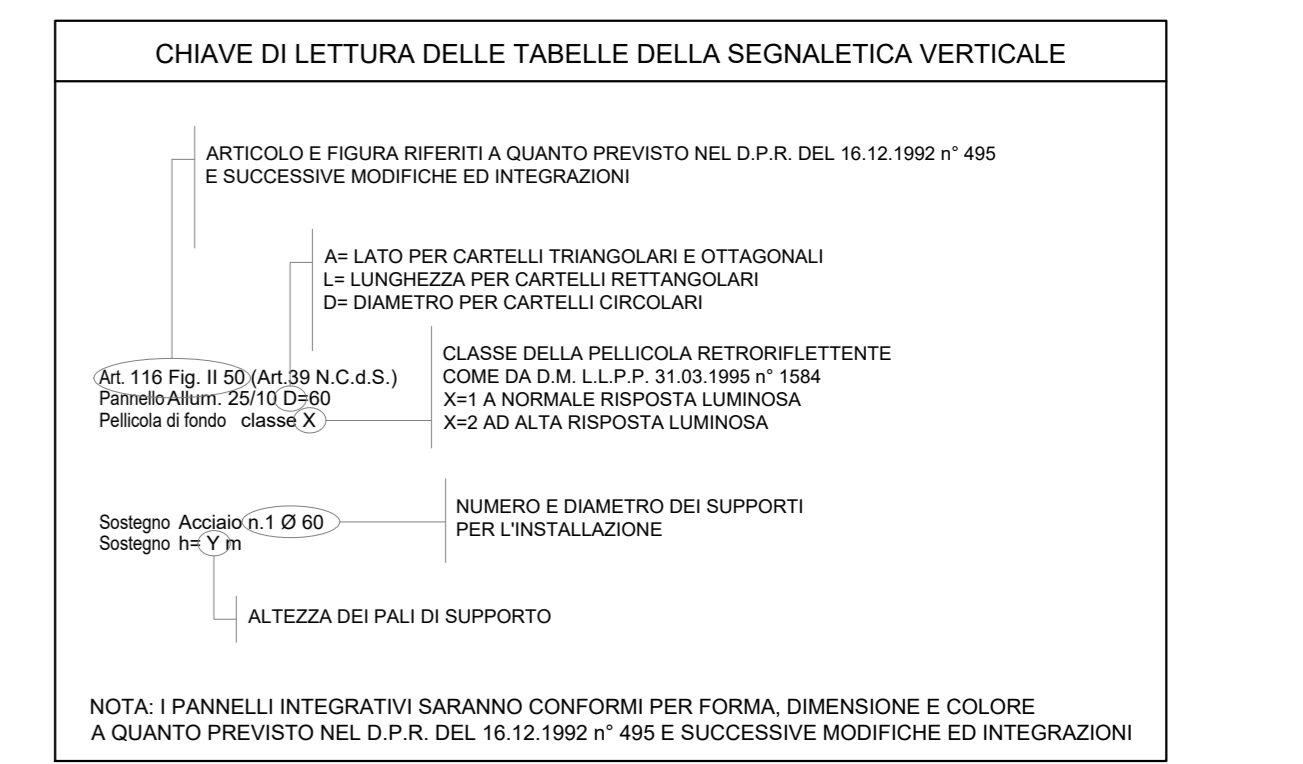 CHIAVE DI LETTURA DELLE TABELLE DELLA SEGNALETICA VERTICALE
ARTICOLO E FIGURA RIFERITI A QUANTO PREVISTO NEL D.P.R. DEL 16.12.1992 n° 495
E SUCCESSIVE MODIFICHE ED INTEGRAZIONI
A= LATO PER CARTELLI TRIANGOLARI E OTTAGONALI
L= LUNGHEZZA PER CARTELLI RETTANGOLARI
D= DIAMETRO PER CARTELLI CIRCOLARI
CLASSE DELLA PELLICOLA RETRORIFLETTENTE
COME DA D.M. L.L.P.P. 31.03.1995 n° 1584
X=1 A NORMALE RISPOSTA LUMINOSA
X=2 AD ALTA RISPOSTA LUMINOSA
Art. 116 Fig. II 50 (Art.39 N.C.d.S.)
Pannello Allum. 25/10 D=60
Pellicola di fondo classe X
NUMERO E DIAMETRO DEI SUPPORTI
PER L'INSTALLAZIONE
Sostegno Acciaio n.1 Ø 60
Sostegno h= Y m
ALTEZZA DEI PALI DI SUPPORTO
NOTA: I PANNELLI INTEGRATIVI SARANNO CONFORMI PER FORMA, DIMENSIONE E COLORE
A QUANTO PREVISTO NEL D.P.R. DEL 16.12.1992 n° 495 E SUCCESSIVE MODIFICHE ED INTEGRAZIONI